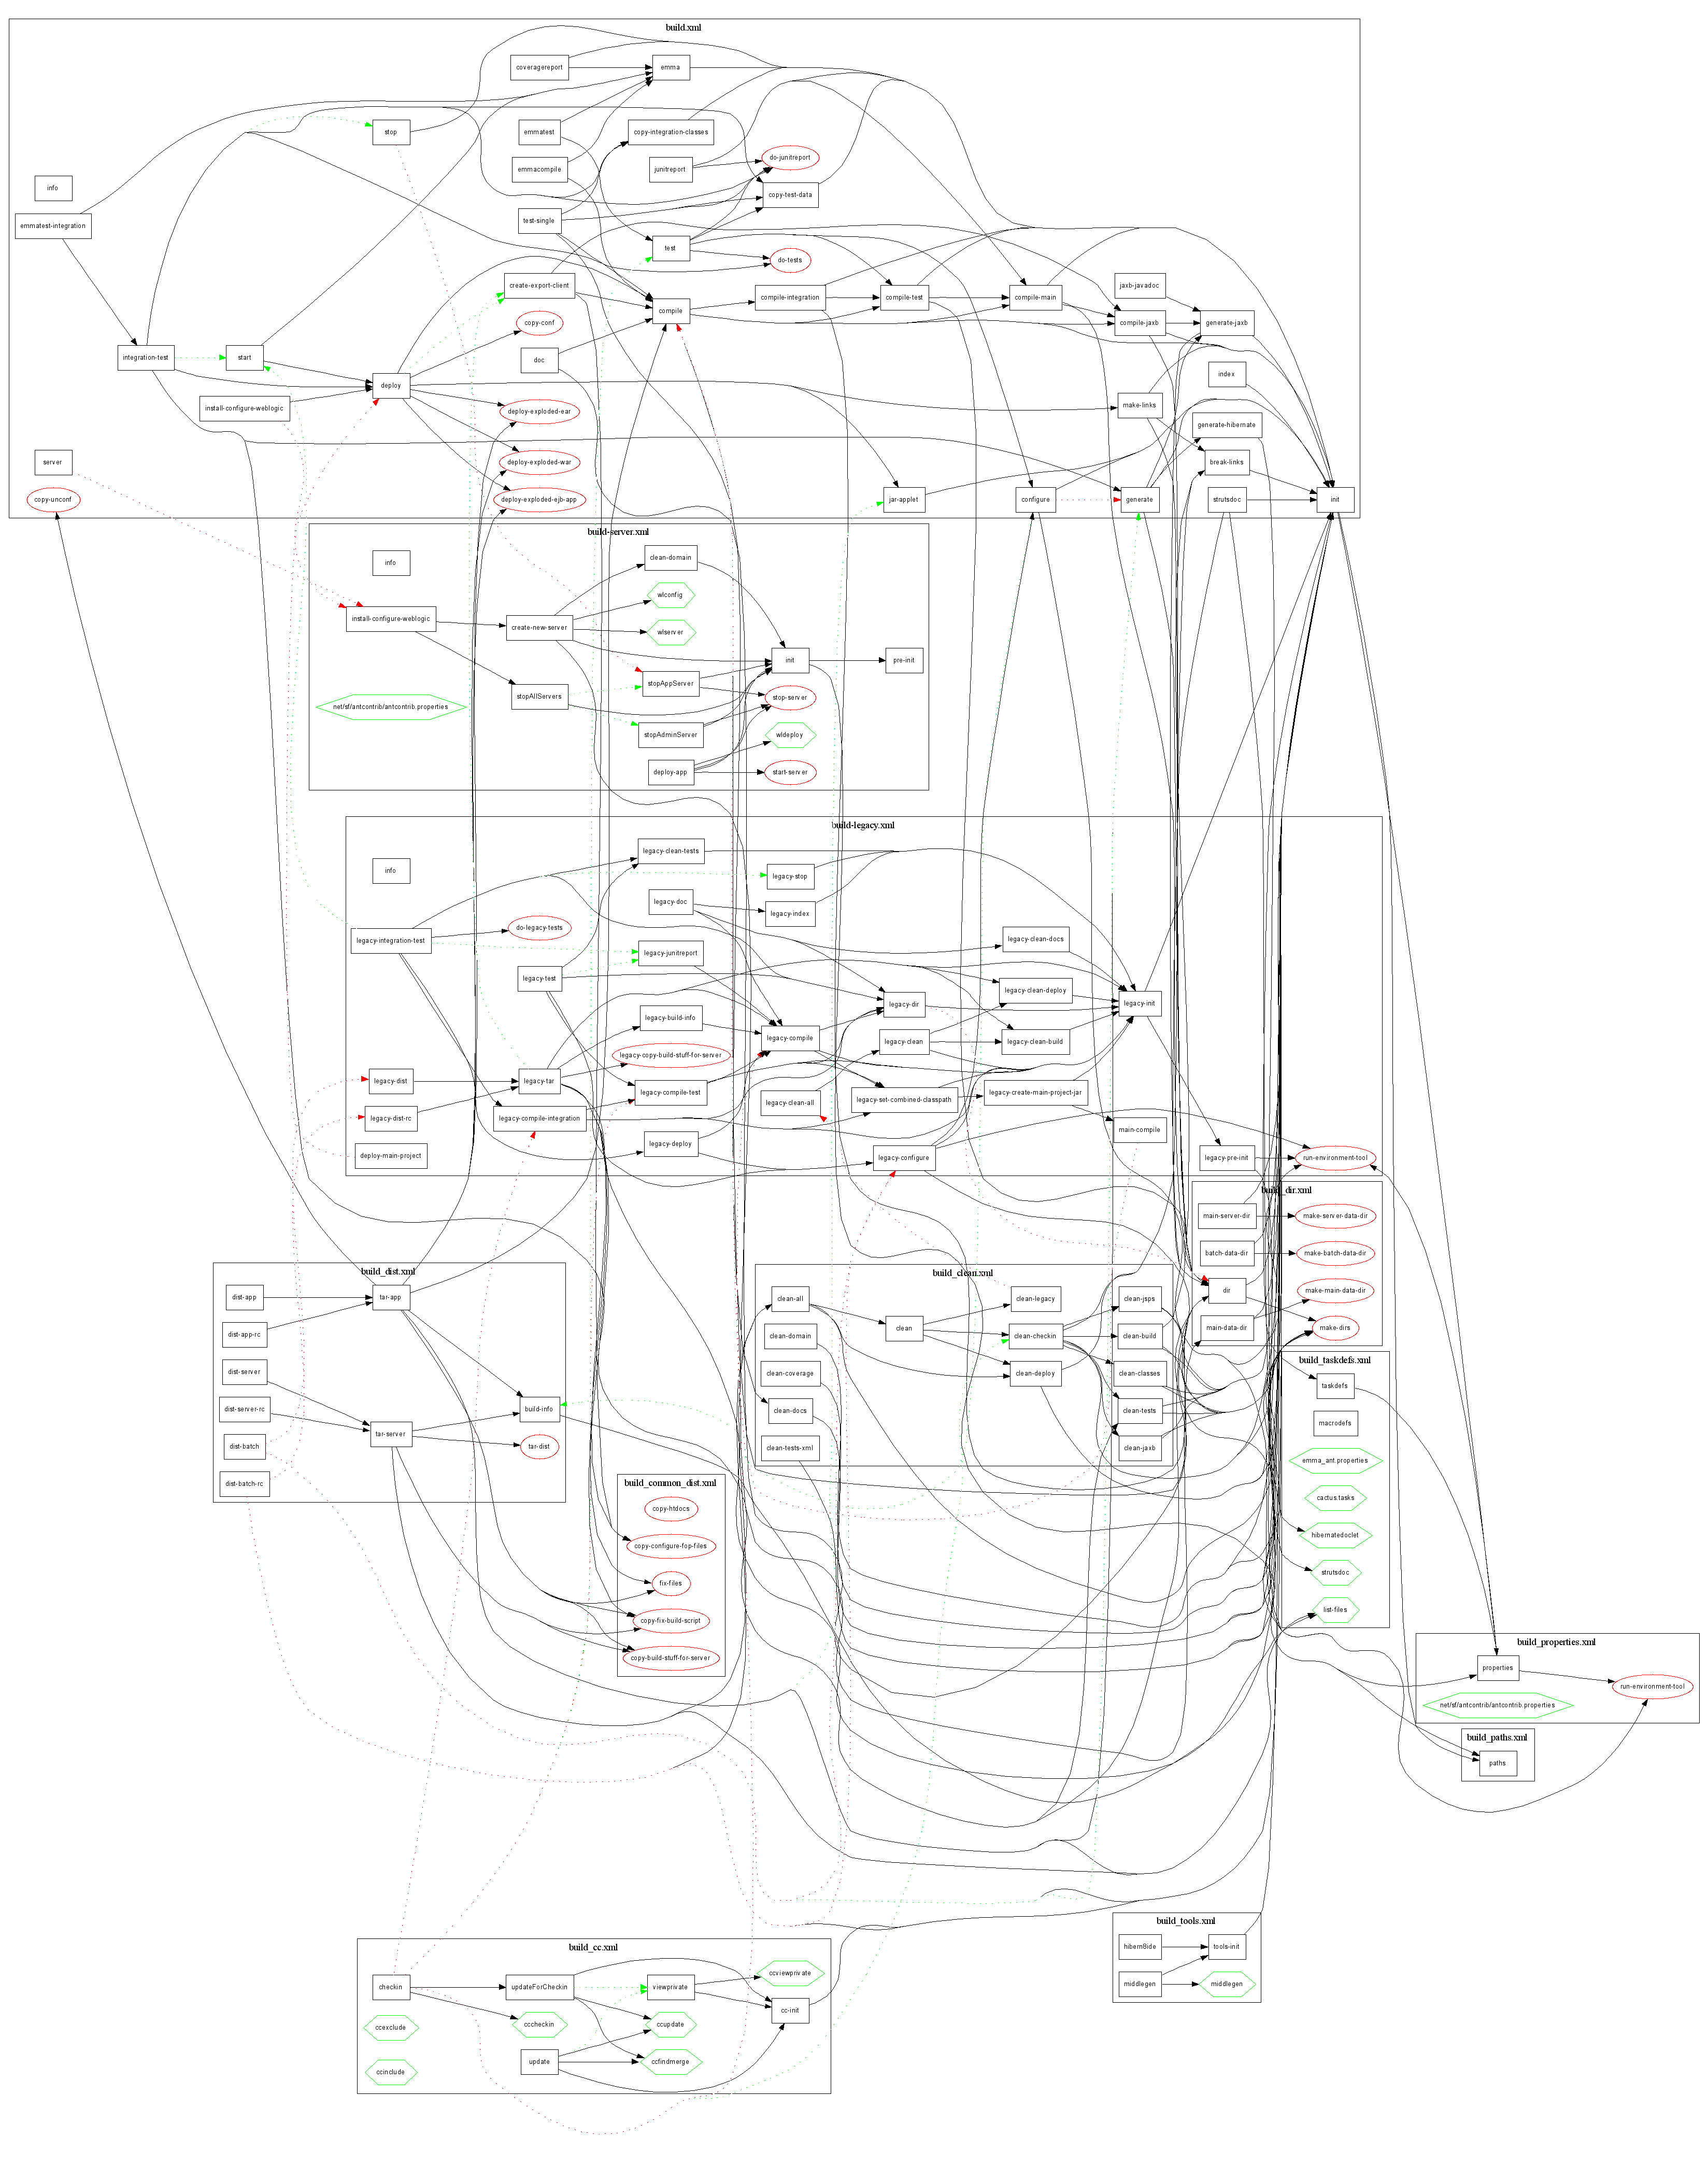 build.xml
coveragereport
emma
stop
emmatest
copy-integration-classes
emmacompile
junitreport
do-junitreport
info
copy-test-data
emmatest-integration
test-single
test
do-tests
create-export-client
jaxb-javadoc
compile-integration
compile-test
compile-main
compile
copy-conf
compile-jaxb
generate-jaxb
integration-test
start
doc
index
deploy
install-configure-weblogic
deploy-exploded-ear
make-links
generate-hibernate
server
deploy-exploded-war
break-links
copy-unconf
deploy-exploded-ejb-app
jar-applet
configure
generate
strutsdoc
init
build-server.xml
info
clean-domain
wlconfig
install-configure-weblogic
create-new-server
wlserver
init
pre-init
stopAppServer
stopAllServers
stop-server
net/sf/antcontrib/antcontrib.properties
stopAdminServer
wldeploy
deploy-app
start-server
build-legacy.xml
legacy-clean-tests
info
legacy-stop
legacy-doc
legacy-index
do-legacy-tests
legacy-integration-test
legacy-clean-docs
legacy-junitreport
legacy-test
legacy-clean-deploy
legacy-dir
legacy-init
legacy-build-info
legacy-compile
legacy-clean
legacy-clean-build
legacy-copy-build-stuff-for-server
legacy-dist
legacy-tar
legacy-compile-test
legacy-clean-all
legacy-set-combined-classpath
legacy-create-main-project-jar
legacy-dist-rc
legacy-compile-integration
main-compile
legacy-deploy
deploy-main-project
legacy-configure
legacy-pre-init
run-environment-tool
build_dir.xml
main-server-dir
make-server-data-dir
batch-data-dir
make-batch-data-dir
dir
make-main-data-dir
main-data-dir
make-dirs
build_dist.xml
dist-app
tar-app
dist-app-rc
dist-server
dist-server-rc
build-info
tar-server
dist-batch
tar-dist
dist-batch-rc
build_clean.xml
clean-all
clean-legacy
clean-jsps
clean
clean-domain
clean-checkin
clean-build
clean-coverage
clean-deploy
clean-classes
clean-docs
clean-tests
clean-tests-xml
clean-jaxb
build_taskdefs.xml
taskdefs
macrodefs
emma_ant.properties
cactus.tasks
hibernatedoclet
strutsdoc
list-files
build_common_dist.xml
copy-htdocs
copy-configure-fop-files
fix-files
copy-fix-build-script
copy-build-stuff-for-server
build_properties.xml
properties
run-environment-tool
net/sf/antcontrib/antcontrib.properties
build_paths.xml
paths
build_tools.xml
hibern8ide
tools-init
middlegen
middlegen
build_cc.xml
ccviewprivate
checkin
updateForCheckin
viewprivate
cc-init
ccexclude
cccheckin
ccupdate
update
ccfindmerge
ccinclude